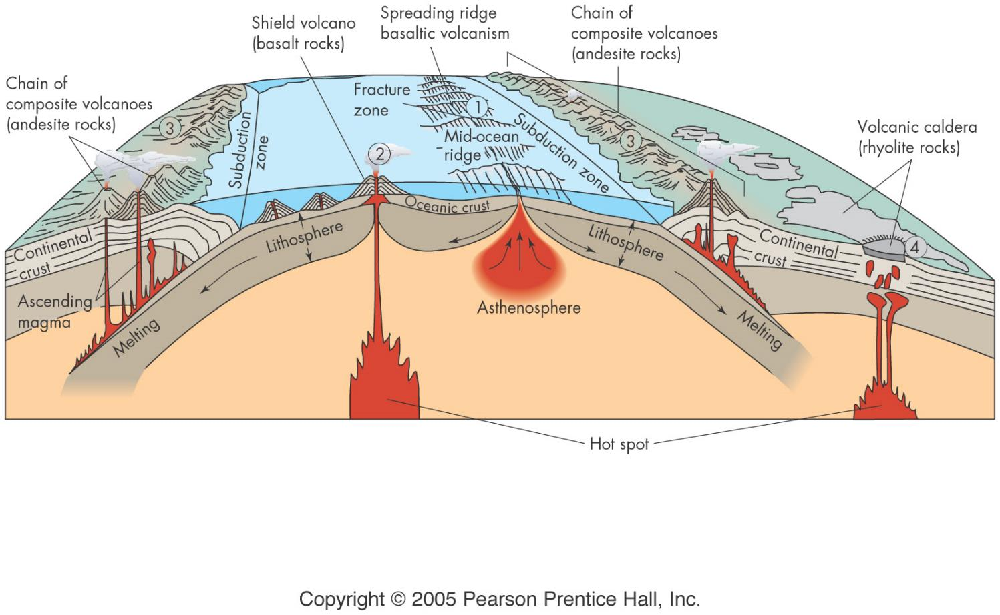 Spreading ridge
basaltic volcanism
Chain of
composite volcanoes
(andesite rocks)
Shield volcano
(basalt rocks)
Chain of
composite volcanoes
(andesite rocks)
Fracture
zone
1
Volcanic caldera
(rhyolite rocks)
3
Subduction
zone
Mid-ocean
ridge
Subduction zone
3
2
Oceanic crust
Continental
crust
Lithosphere
Lithosphere
Continental
crust
4
Ascending
magma
Melting
Asthenosphere
Melting
Hot spot
Copyright © 2005 Pearson Prentice Hall, Inc.